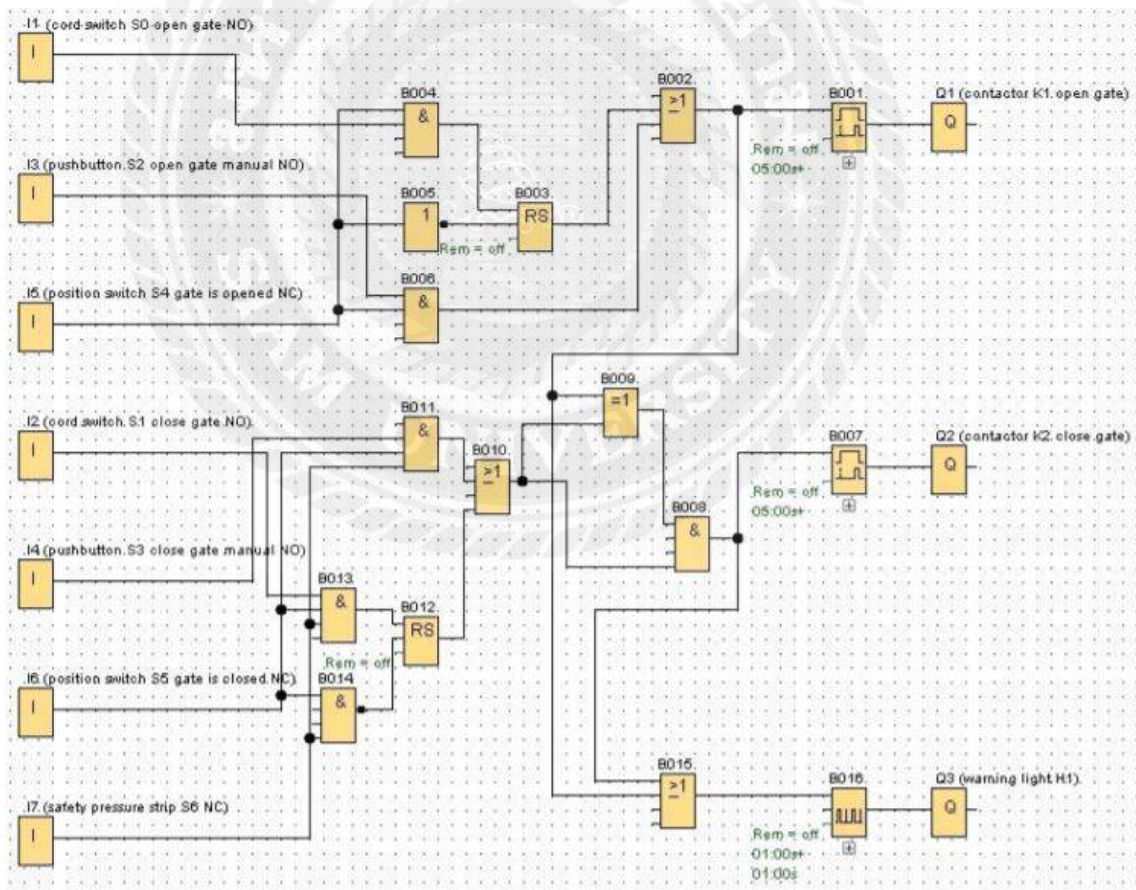 I1 (cord switch S0 open gate NO)
I
B004
&
B002
>1
B001
Rem = off
05:00s+
Q1 (contactor K1 open gate)
Q
I3 (pushbutton S2 open gate manual NO)
I
B005
1
B003
RS
Rem = off
B006
&
I5 (position switch S4 gate is opened NC)
I
I2 (cord switch S1 close gate NO)
I
B011
&
B010
>1
B009
=1
B008
&
B007
Rem = off
05:00s+
Q2 (contactor K2 close gate)
Q
I4 (pushbutton S3 close gate manual NO)
I
B013
&
B012
RS
Rem = off
B014
&
I6 (position switch S5 gate is closed NC)
I
I7 (safety pressure strip S6 NC)
I
B015
>1
B016
Rem = off
01:00s+
01:00s
Q3 (warning light H1)
Q